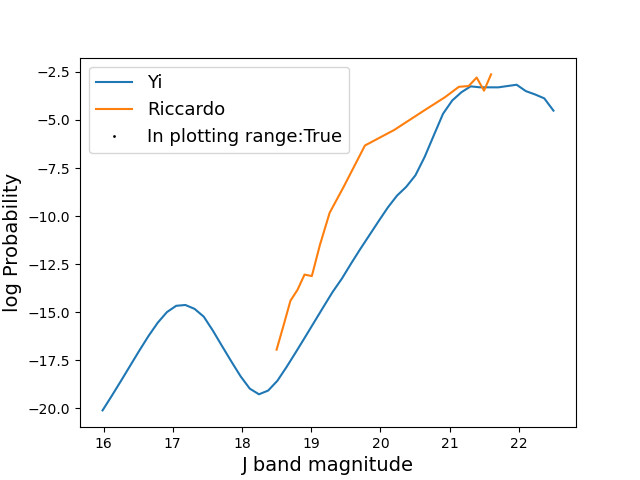 Yi
Riccardo
In plotting range:True
log Probability
−2.5
−5.0
−7.5
−10.0
−12.5
−15.0
−17.5
−20.0
16 17 18 19 20 21 22
J band magnitude